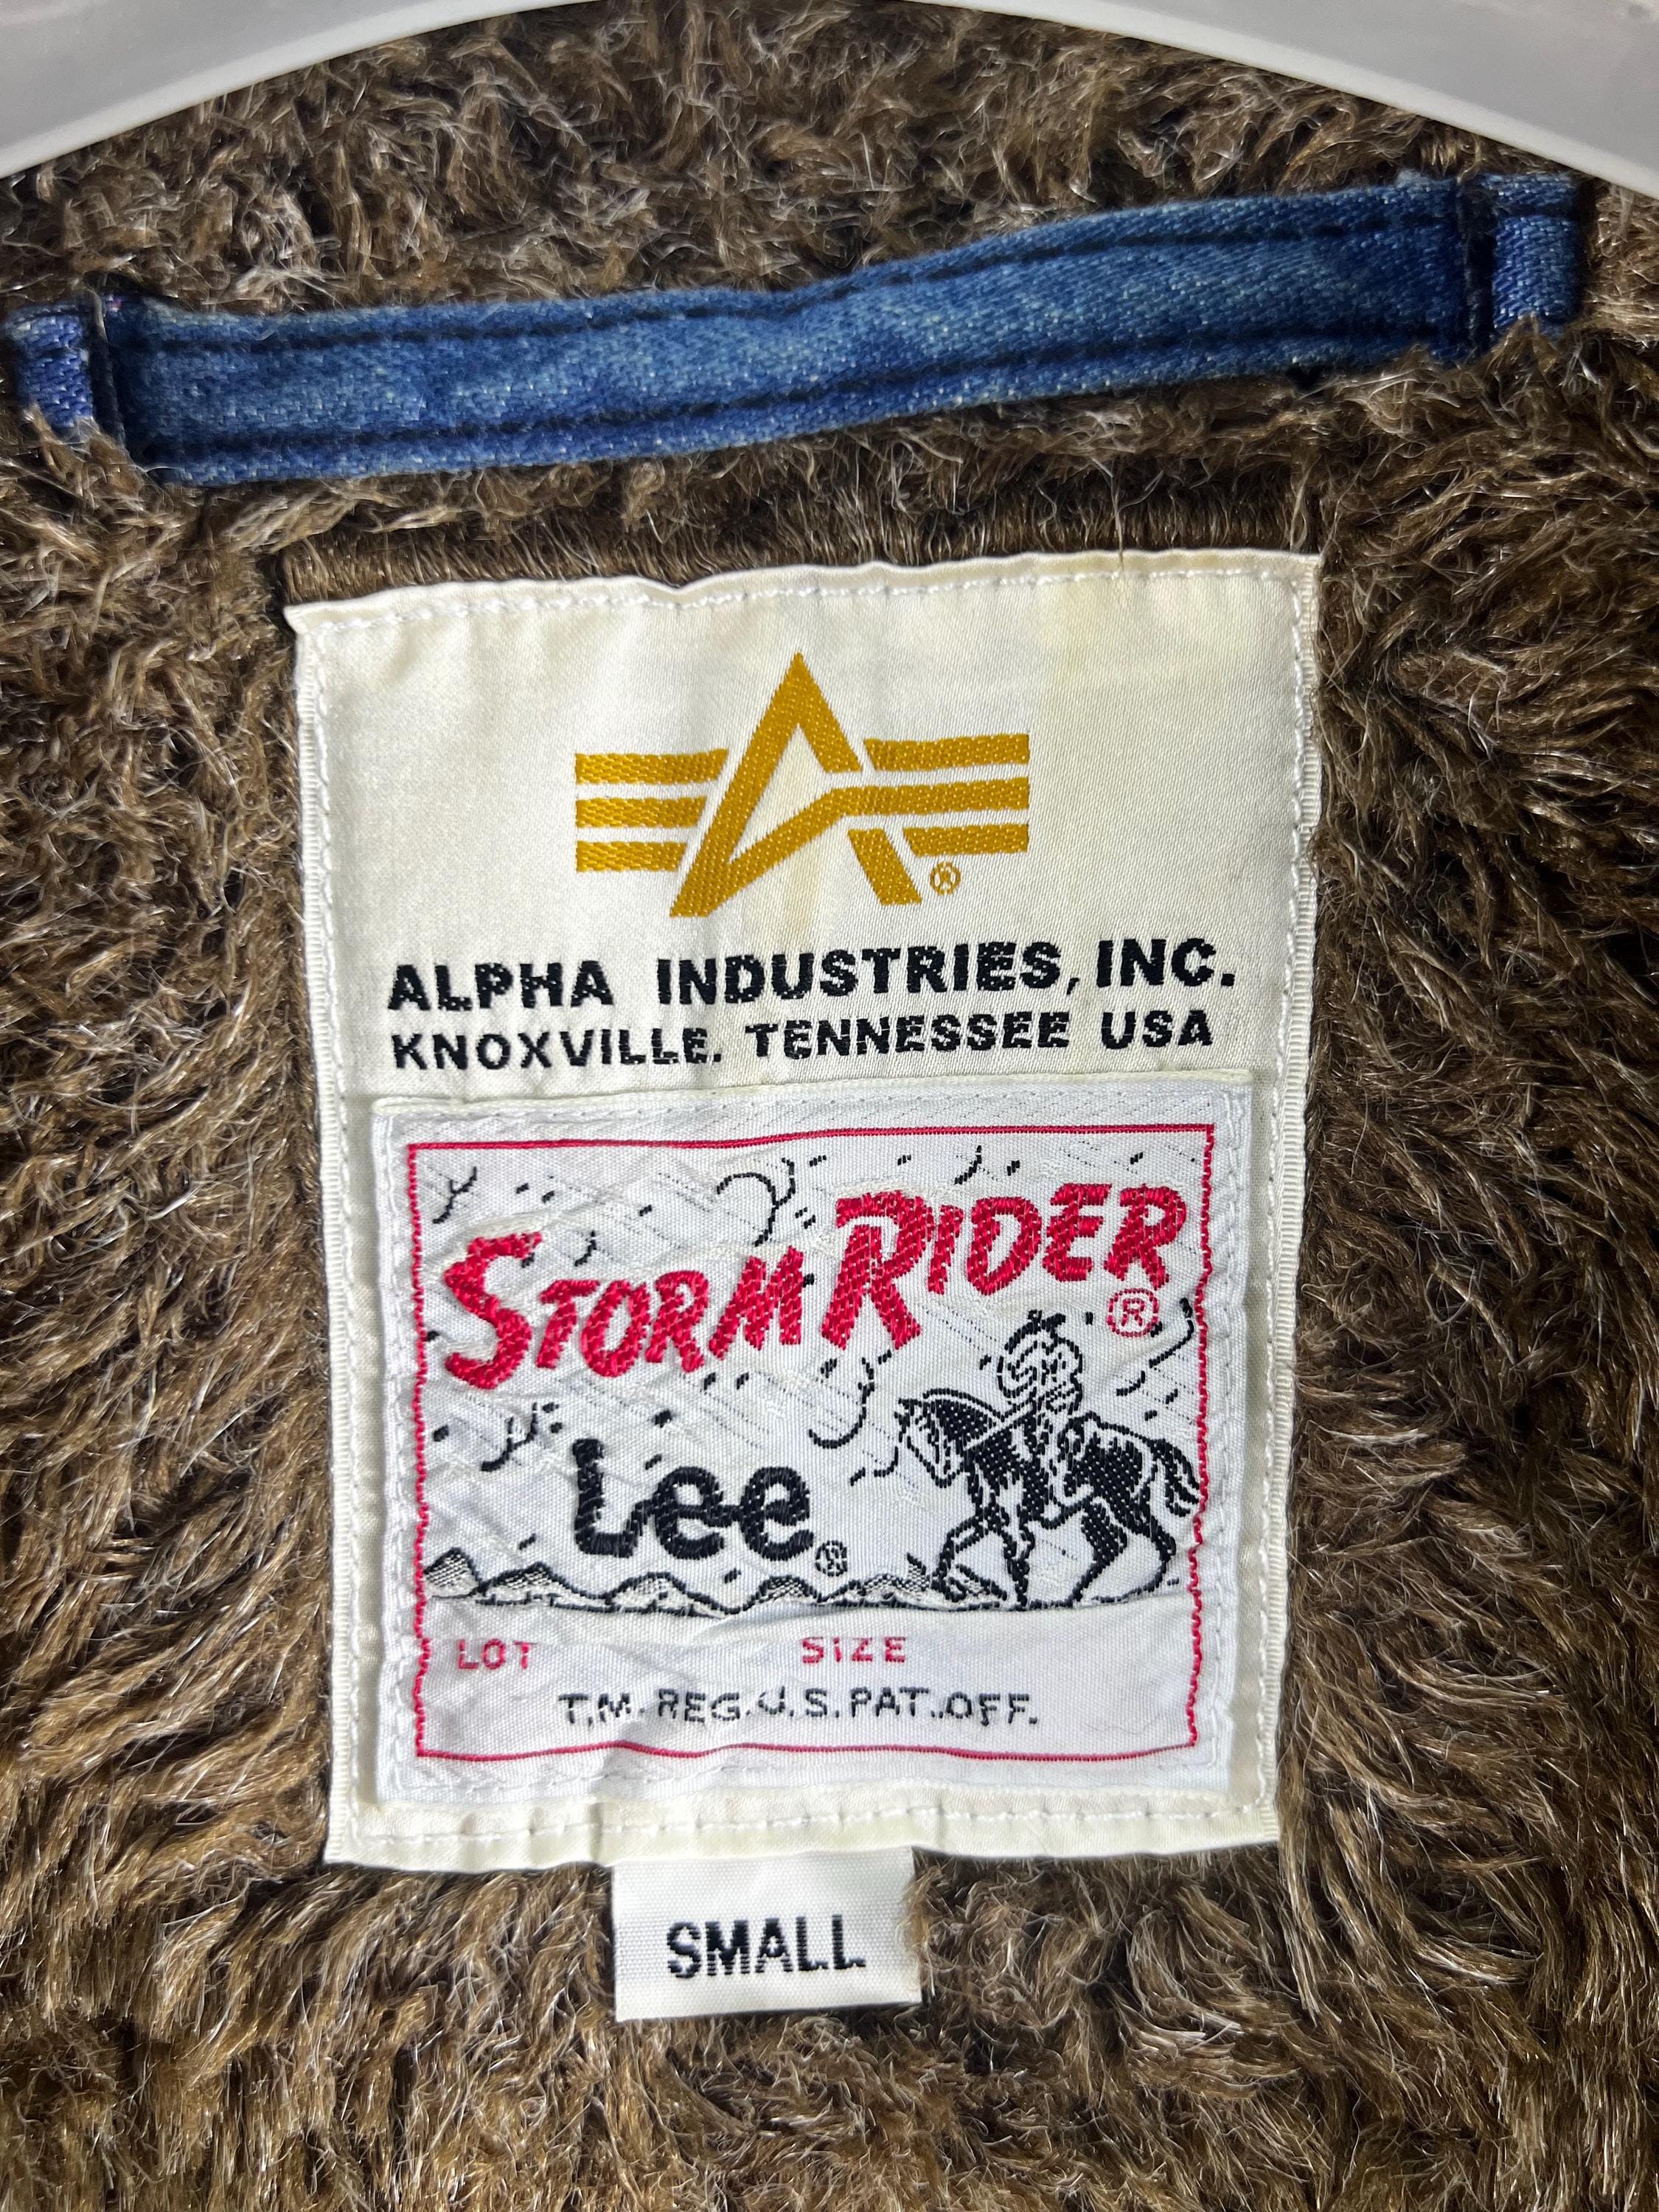 ®
ALPHA INDUSTRIES, INC.
KNOXVILLE. TENNESSEE USA
STORM RIDER ®
Lee ®
LOT SIZE
T.M. REG. U.S. PAT. OFF.
SMALL